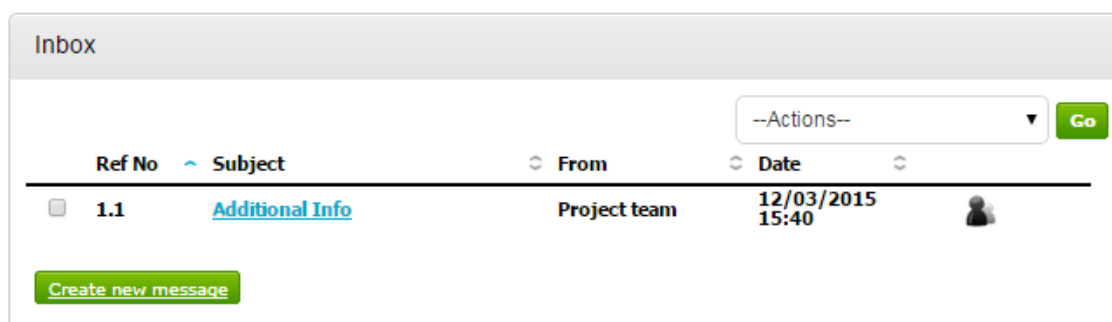 Inbox
--Actions-- Go
Ref No Subject From Date
1.1 Additional Info Project team 12/03/2015
15:40
Create new message